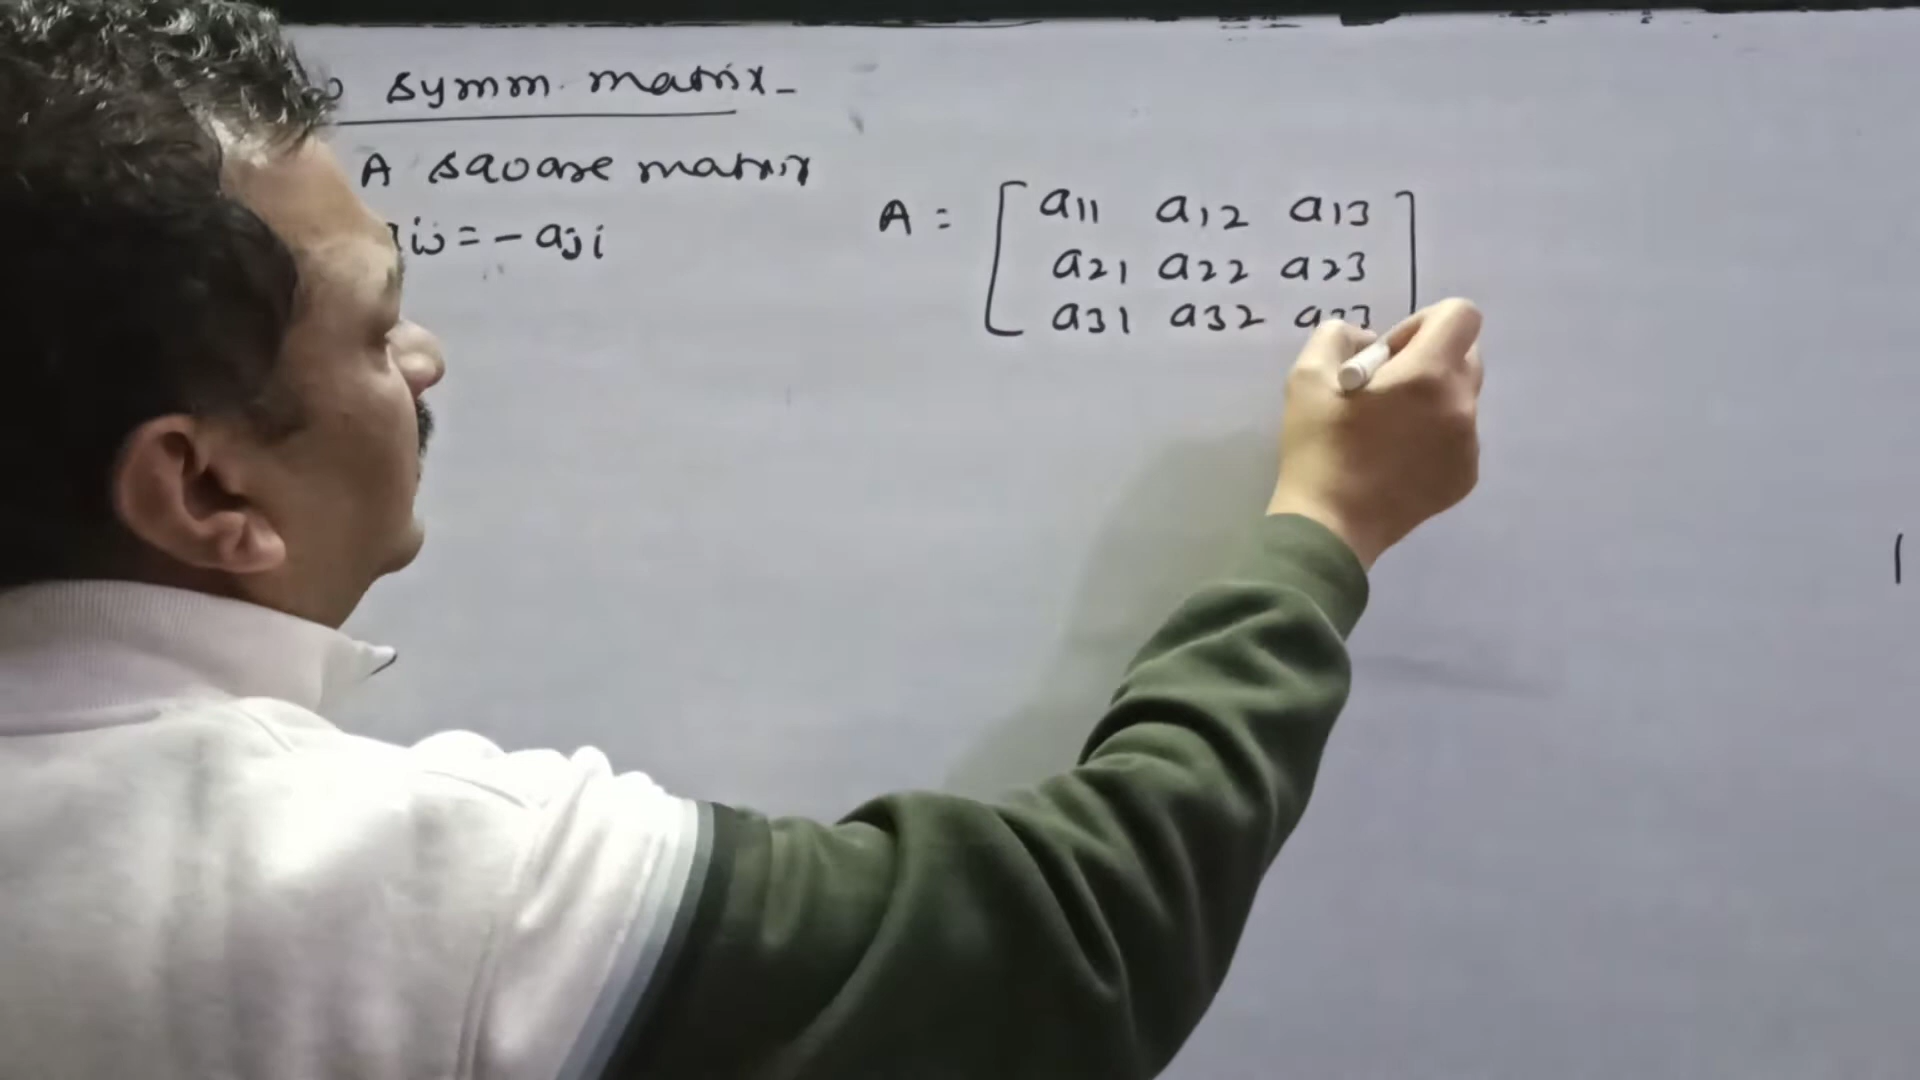 symm. matrix-
A square matrix
ij = - aji
A = [ a11 a12 a13
a21 a22 a23
a31 a32 a33 ]